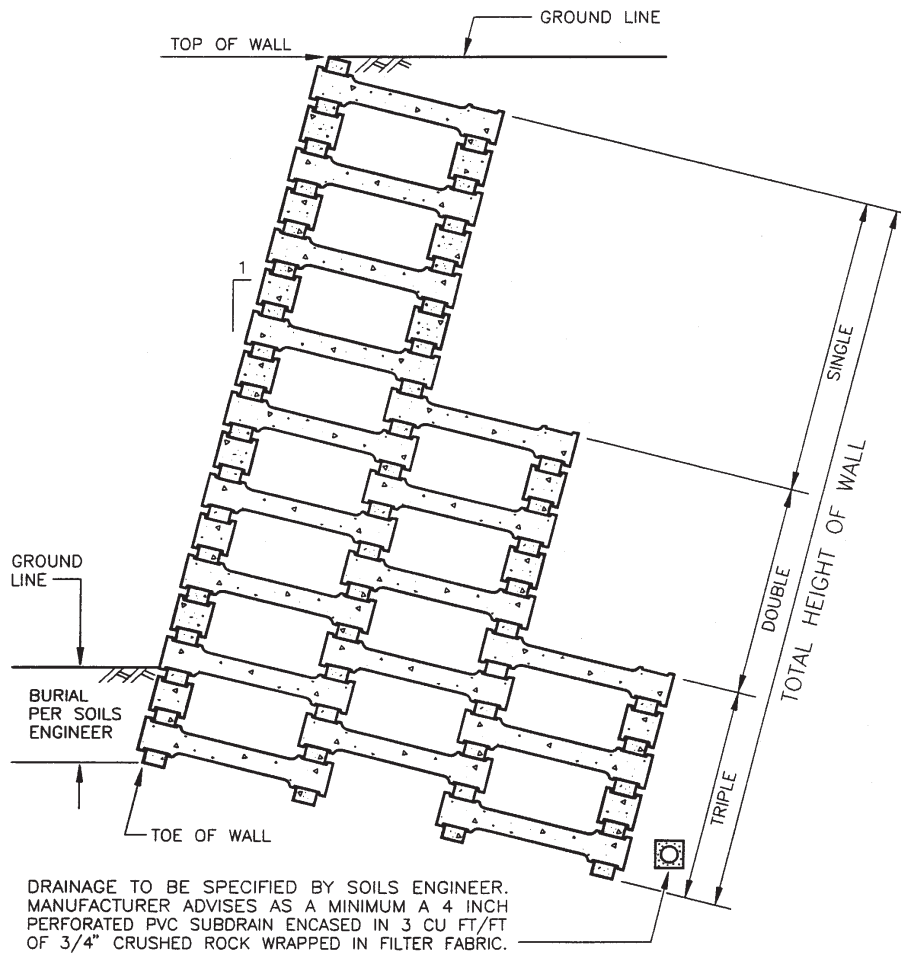 GROUND LINE
TOP OF WALL
1
SINGLE
DOUBLE
TOTAL HEIGHT OF WALL
TRIPLE
GROUND
LINE
BURIAL
PER SOILS
ENGINEER
TOE OF WALL
DRAINAGE TO BE SPECIFIED BY SOILS ENGINEER.
MANUFACTURER ADVISES AS A MINIMUM A 4 INCH
PERFORATED PVC SUBDRAIN ENCASED IN 3 CU FT/FT
OF 3/4" CRUSHED ROCK WRAPPED IN FILTER FABRIC.